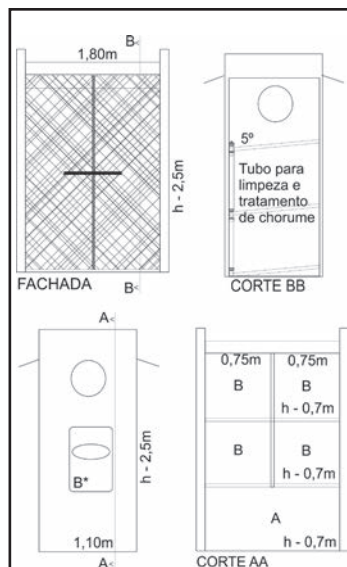 B
1,80m
h - 2,5m
B
FACHADA
5º
Tubo para
limpeza e
tratamento
de chorume
CORTE BB
A
B*
h - 2,5m
1,10m
A
0,75m 0,75m
B B
h - 0,7m
B B
h - 0,7m
A
h - 0,7m
CORTE AA